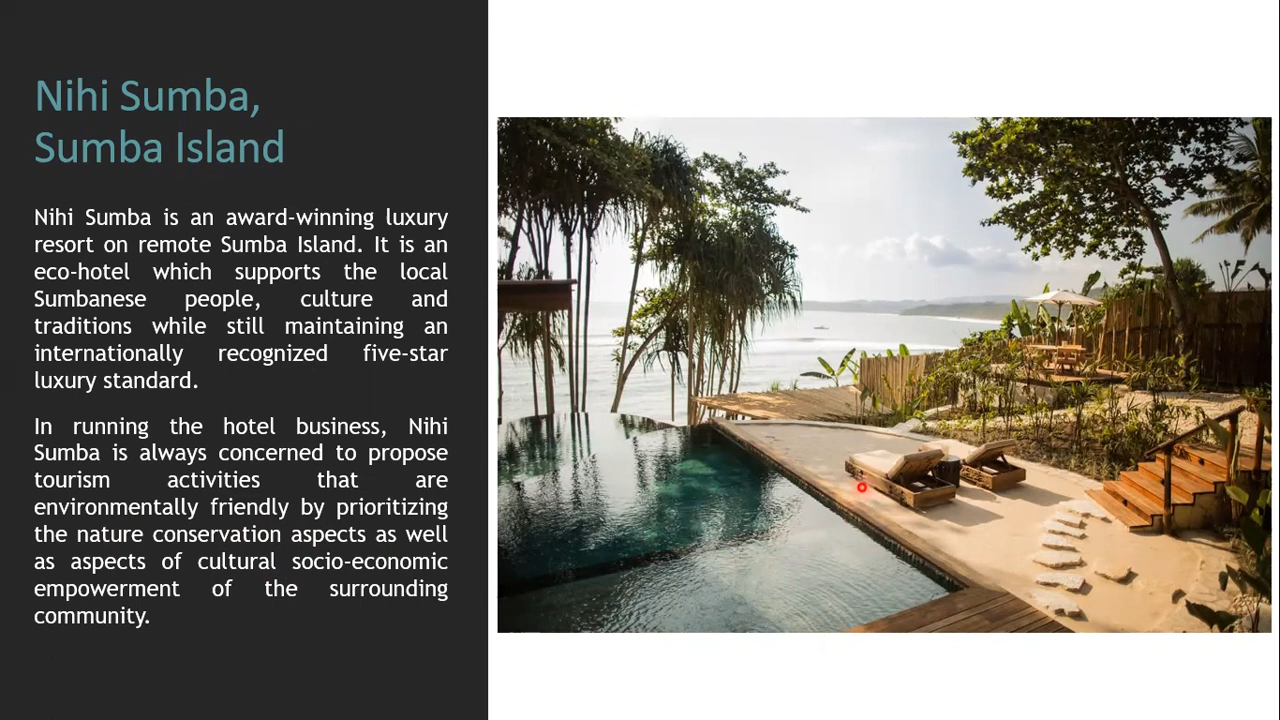 Nihi Sumba,
Sumba Island
Nihi Sumba is an award-winning luxury
resort on remote Sumba Island. It is an
eco-hotel which supports the local
Sumbanese people, culture and
traditions while still maintaining an
internationally recognized five-star
luxury standard.
In running the hotel business, Nihi
Sumba is always concerned to propose
tourism activities that are
environmentally friendly by prioritizing
the nature conservation aspects as well
as aspects of cultural socio-economic
empowerment of the surrounding
community.